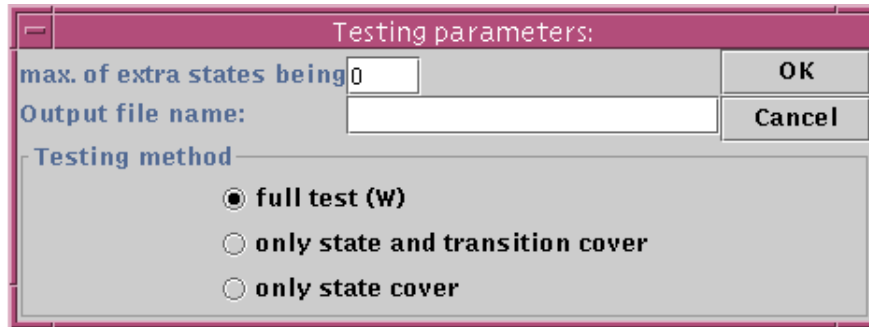 Testing parameters:
max. of extra states being 0
OK
Output file name:
Cancel
Testing method
full test (W)
only state and transition cover
only state cover